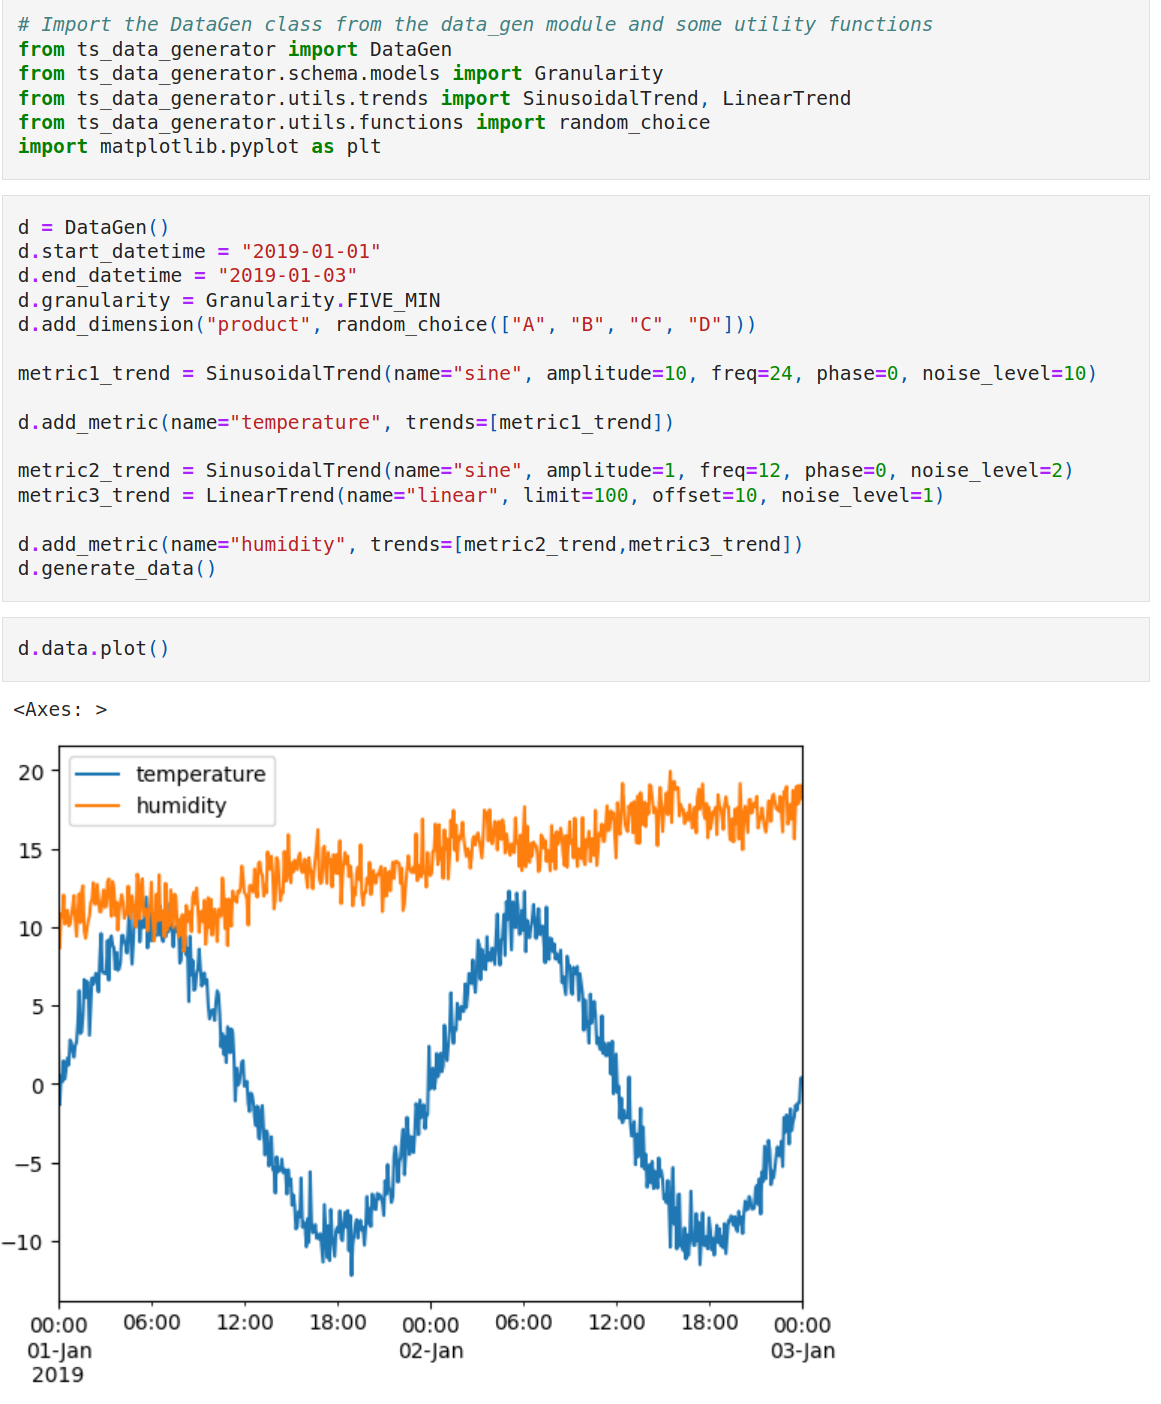 # Import the DataGen class from the data_gen module and some utility functions
from ts_data_generator import DataGen
from ts_data_generator.schema.models import Granularity
from ts_data_generator.utils.trends import SinusoidalTrend, LinearTrend
from ts_data_generator.utils.functions import random_choice
import matplotlib.pyplot as plt
d = DataGen()
d.start_datetime = "2019-01-01"
d.end_datetime = "2019-01-03"
d.granularity = Granularity.FIVE_MIN
d.add_dimension("product", random_choice(["A", "B", "C", "D"]))
metric1_trend = SinusoidalTrend(name="sine", amplitude=10, freq=24, phase=0, noise_level=10)
d.add_metric(name="temperature", trends=[metric1_trend])
metric2_trend = SinusoidalTrend(name="sine", amplitude=1, freq=12, phase=0, noise_level=2)
metric3_trend = LinearTrend(name="linear", limit=100, offset=10, noise_level=1)
d.add_metric(name="humidity", trends=[metric2_trend,metric3_trend])
d.generate_data()
d.data.plot()
<Axes: >
temperature
humidity
20
15
10
5
0
−5
−10
00:00 06:00 12:00 18:00 00:00 06:00 12:00 18:00 00:00
01-Jan 02-Jan 03-Jan
2019